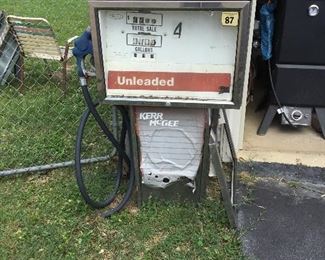 87
4
TOTAL SALE
GALLONS
Unleaded
KERR
McGEE